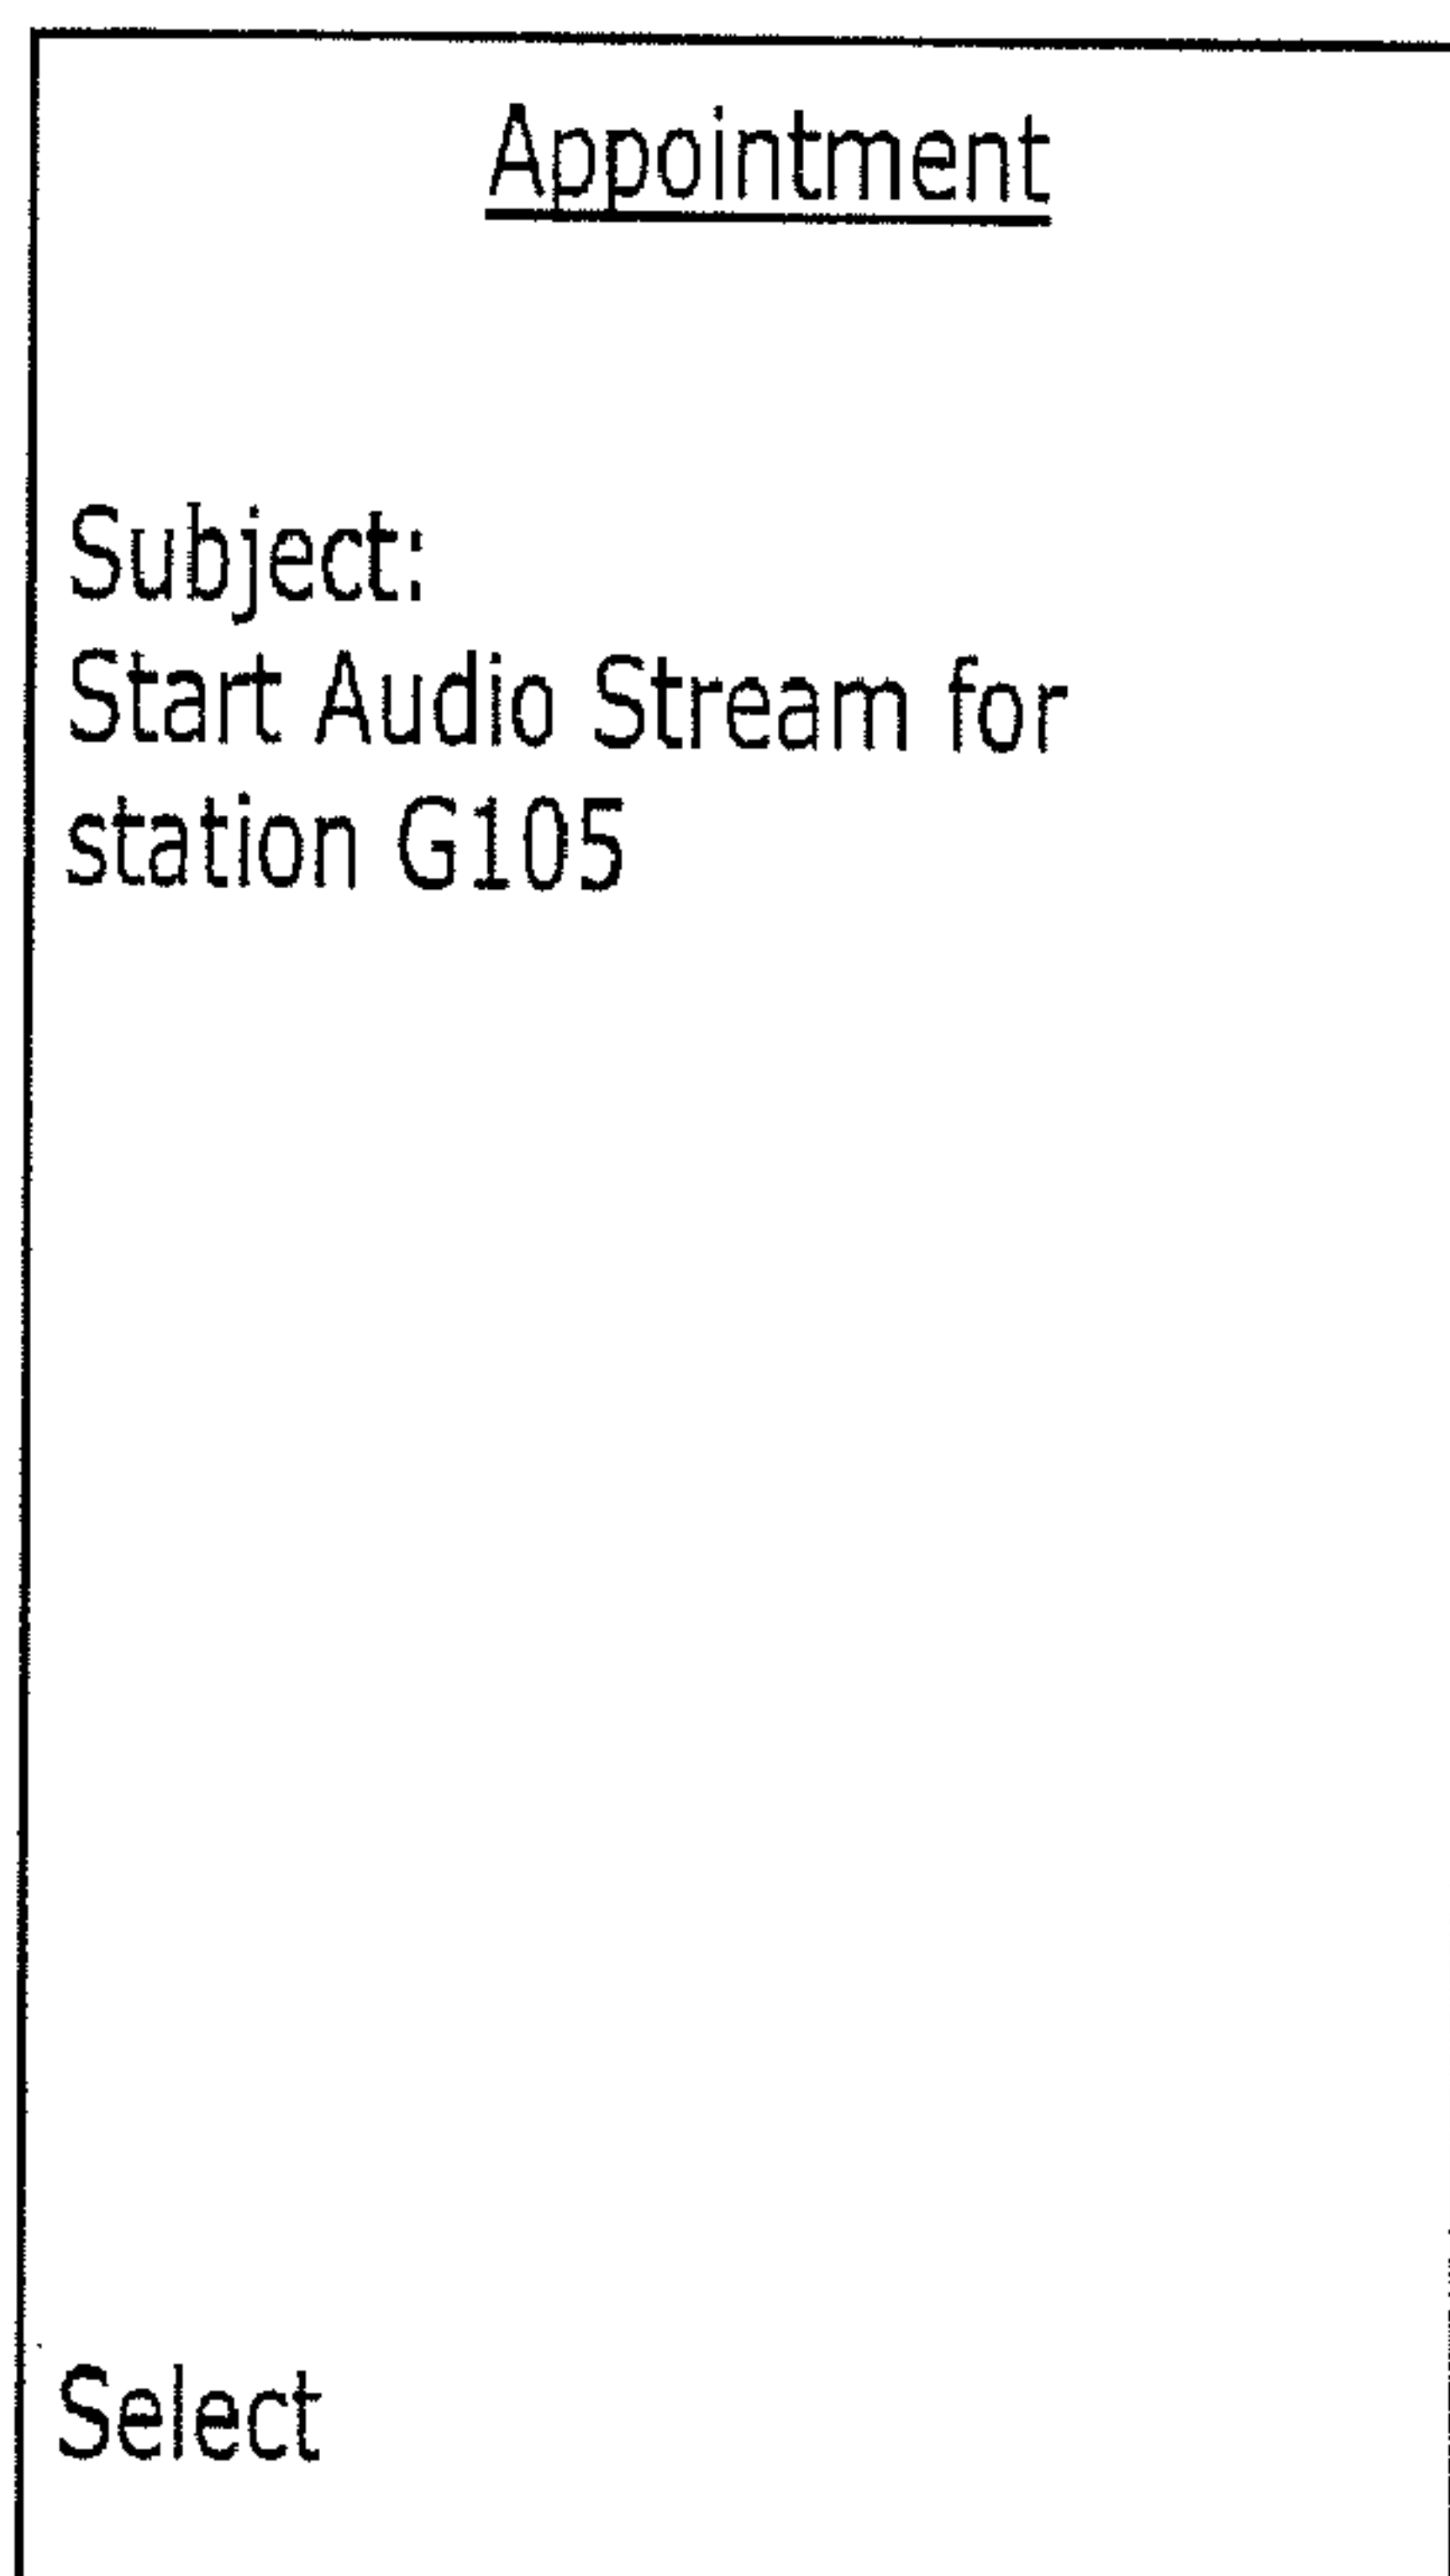 Appointment
Subject:
Start Audio Stream for
station G105
Select